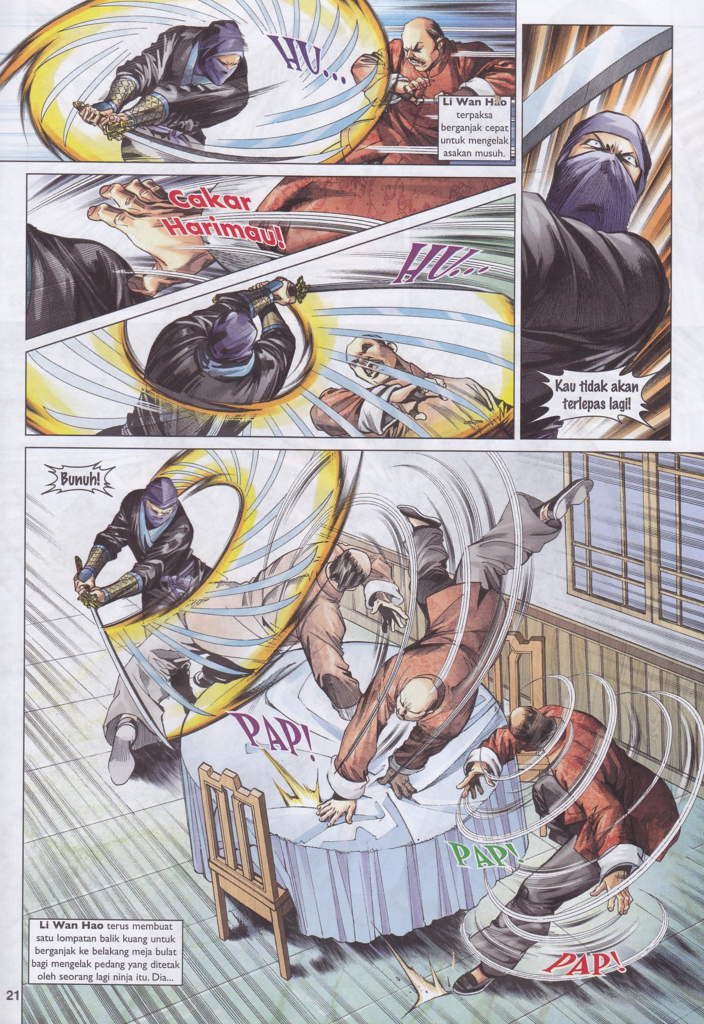 HU...
Li Wan Hao
terpaksa
berganjak cepat
untuk mengelak
asakan musuh.
Cakar
Harimau!
HU...
Kau tidak akan
terlepas lagi!
Bunuh!
PAP!
PAP!
PAP!
Li Wan Hao terus membuat
satu lompatan balik kuang untuk
berganjak ke belakang meja bulat
bagi mengelak pedang yang ditetak
oleh seorang lagi ninja itu. Dia...
21